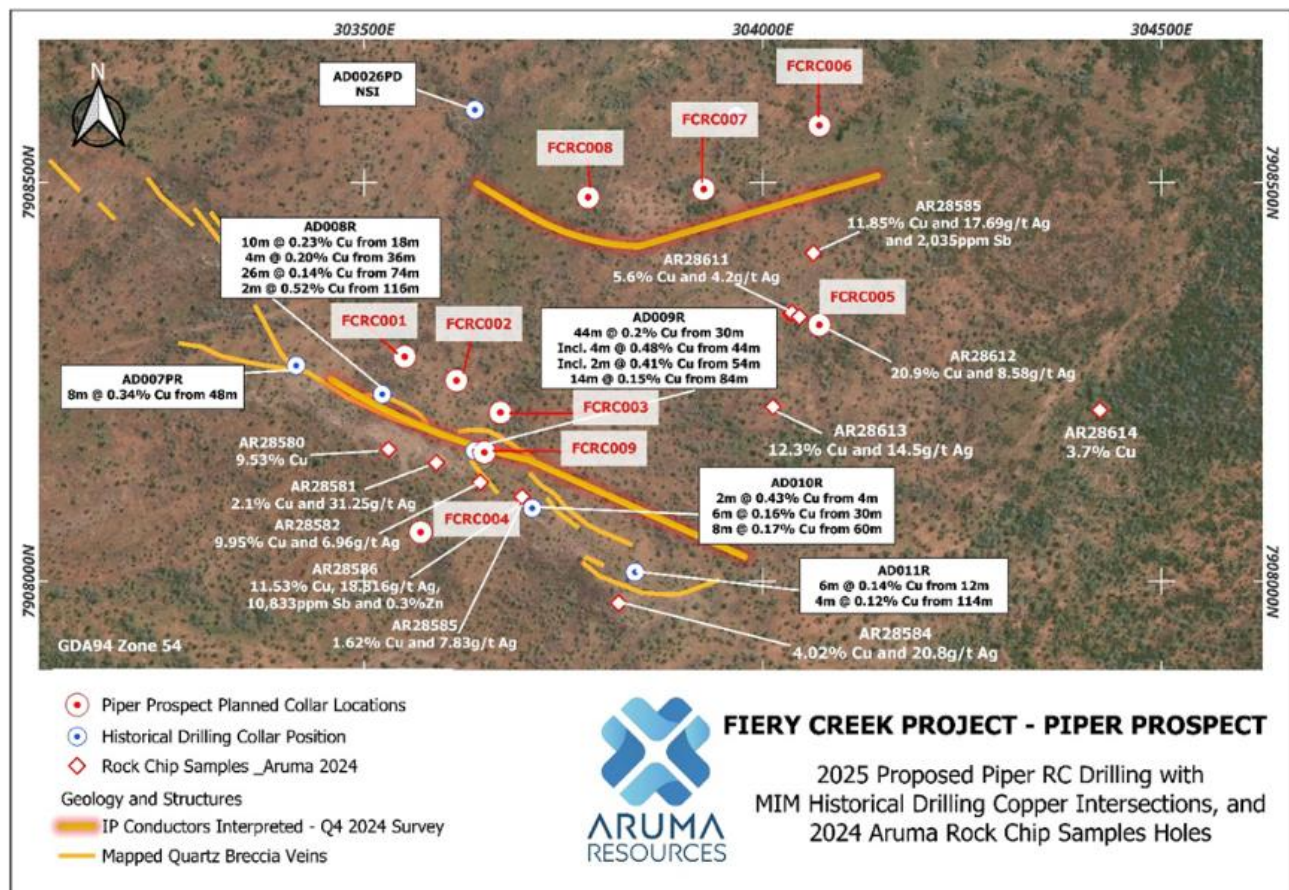 303500E
304000E
304500E
N
AD0026PD
NSI
FCRC006
FCRC007
FCRC008
7908500N
7908500N
AR28585
11.85% Cu and 17.69g/t Ag
and 2,035ppm Sb
AD008R
10m @ 0.23% Cu from 18m
4m @ 0.20% Cu from 36m
26m @ 0.14% Cu from 74m
2m @ 0.52% Cu from 116m
AR28611
5.6% Cu and 4.2g/t Ag
FCRC005
FCRC001
FCRC002
AD009R
44m @ 0.2% Cu from 30m
Incl. 4m @ 0.48% Cu from 44m
Incl. 2m @ 0.41% Cu from 54m
14m @ 0.15% Cu from 84m
AR28612
20.9% Cu and 8.58g/t Ag
AD007PR
8m @ 0.34% Cu from 48m
FCRC003
AR28613
12.3% Cu and 14.5g/t Ag
AR28614
3.7% Cu
AR28580
9.53% Cu
FCRC009
AR28581
2.1% Cu and 31.25g/t Ag
AD010R
2m @ 0.43% Cu from 4m
6m @ 0.16% Cu from 30m
8m @ 0.17% Cu from 60m
AR28582
9.95% Cu and 6.96g/t Ag
FCRC004
AR28586
11.53% Cu, 18.816g/t Ag,
10,833ppm Sb and 0.3%Zn
AD011R
6m @ 0.14% Cu from 12m
4m @ 0.12% Cu from 114m
7908000N
7908000N
AR28585
1.62% Cu and 7.83g/t Ag
AR28584
4.02% Cu and 20.8g/t Ag
GDA94 Zone 54
Piper Prospect Planned Collar Locations
Historical Drilling Collar Position
Rock Chip Samples _Aruma 2024
Geology and Structures
IP Conductors Interpreted - Q4 2024 Survey
Mapped Quartz Breccia Veins
ARUMA
RESOURCES
FIERY CREEK PROJECT - PIPER PROSPECT
2025 Proposed Piper RC Drilling with
MIM Historical Drilling Copper Intersections, and
2024 Aruma Rock Chip Samples Holes